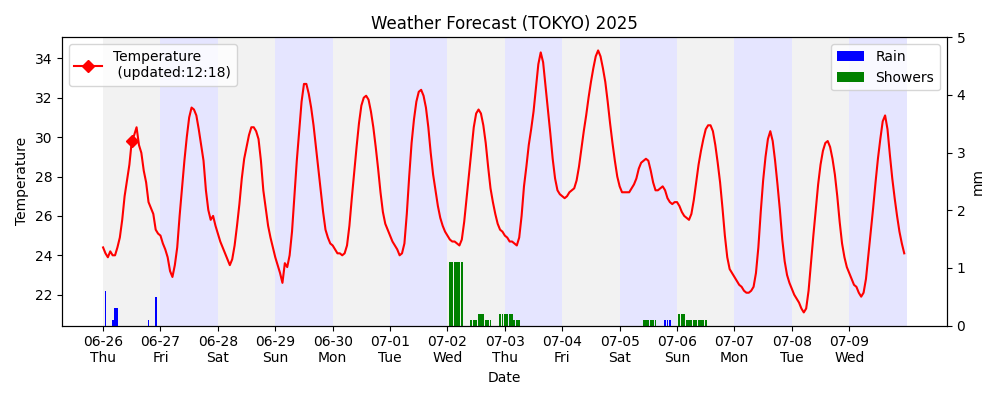 Weather Forecast (TOKYO) 2025
Temperature
(updated:12:18)
Rain
Showers
Temperature
34
32
30
28
26
24
22
5
4
3
2
1
0
mm
06-26 06-27 06-28 06-29 06-30 07-01 07-02 07-03 07-04 07-05 07-06 07-07 07-08 07-09
Thu Fri Sat Sun Mon Tue Wed Thu Fri Sat Sun Mon Tue Wed
Date